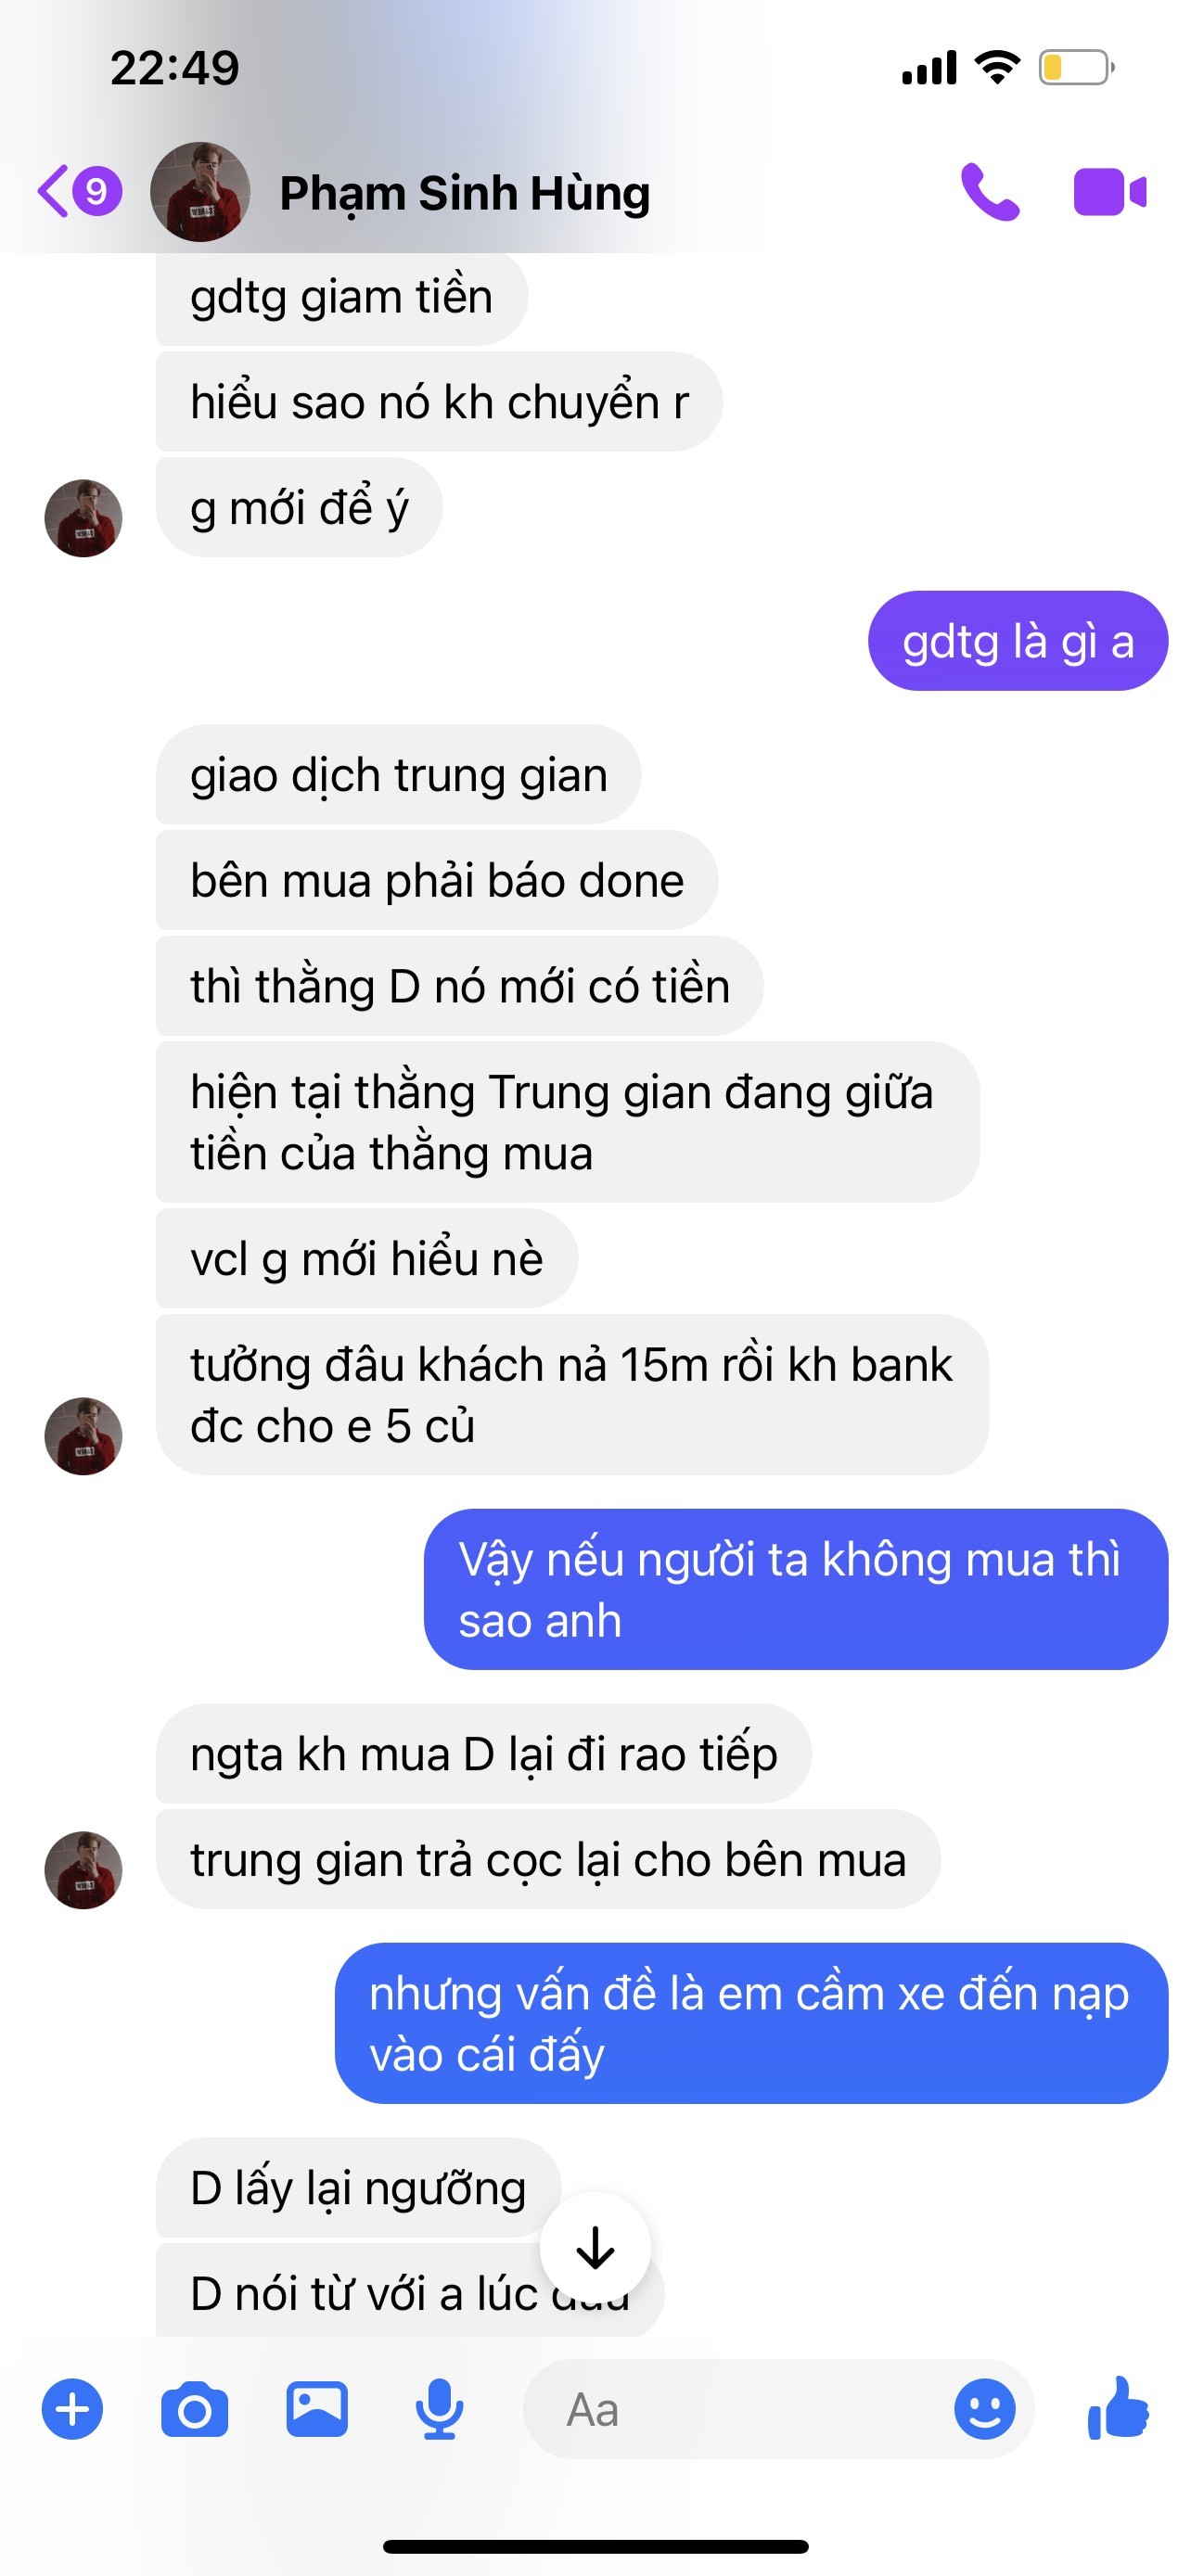 22:49
9
Phạm Sinh Hùng
gdtg giam tiền
hiểu sao nó kh chuyển r
g mới để ý
gdtg là gì a
giao dịch trung gian
bên mua phải báo done
thì thằng D nó mới có tiền
hiện tại thằng Trung gian đang giữa
tiền của thằng mua
vcl g mới hiểu nè
tưởng đâu khách nả 15m rồi kh bank
đc cho e 5 củ
Vậy nếu người ta không mua thì
sao anh
ngta kh mua D lại đi rao tiếp
trung gian trả cọc lại cho bên mua
nhưng vấn đề là em cầm xe đến nạp
vào cái đấy
D lấy lại ngưỡng
D nói từ với a lúc
Aa